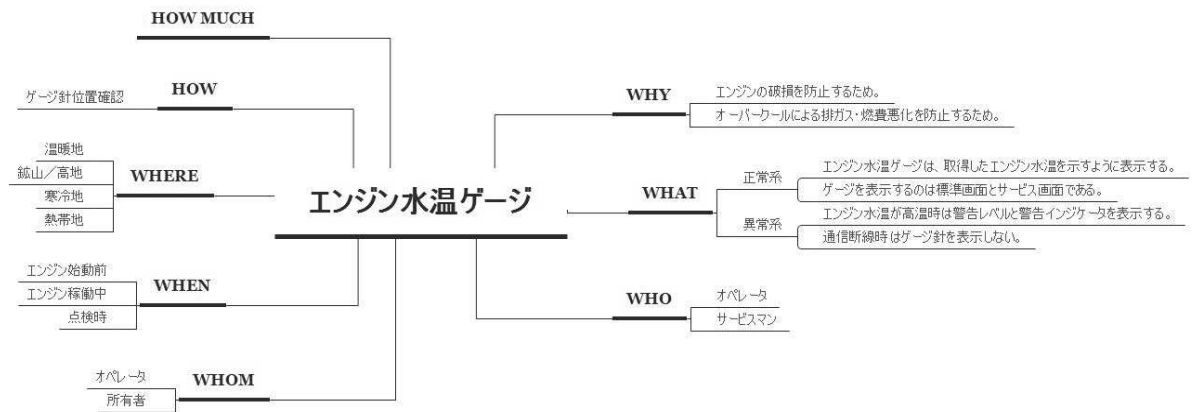 HOW MUCH
HOW
ゲージ針位置確認
WHERE
温暖地
鉱山／高地
寒冷地
熱帯地
WHEN
エンジン始動前
エンジン稼働中
点検時
WHOM
オペレータ
所有者
エンジン水温ゲージ
WHY
エンジンの破損を防止するため。
オーバークールによる排ガス・燃費悪化を防止するため。
WHAT
正常系
エンジン水温ゲージは、取得したエンジン水温を示すように表示する。
ゲージを表示するのは標準画面とサービス画面である。
異常系
エンジン水温が高温時は警告レベルと警告インジケータを表示する。
通信断線時はゲージ針を表示しない。
WHO
オペレータ
サービスマン